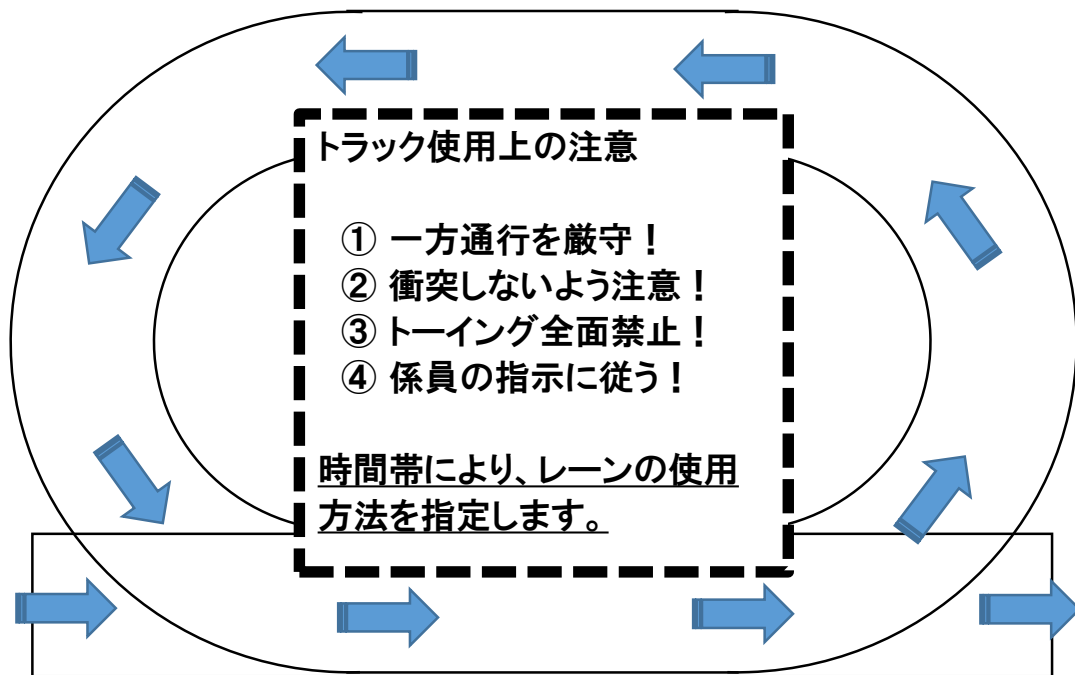 トラック使用上の注意
① 一方通行を厳守！
② 衝突しないよう注意！
③ トーイング全面禁止！
④ 係員の指示に従う！
時間帯により、レーンの使用
方法を指定します。